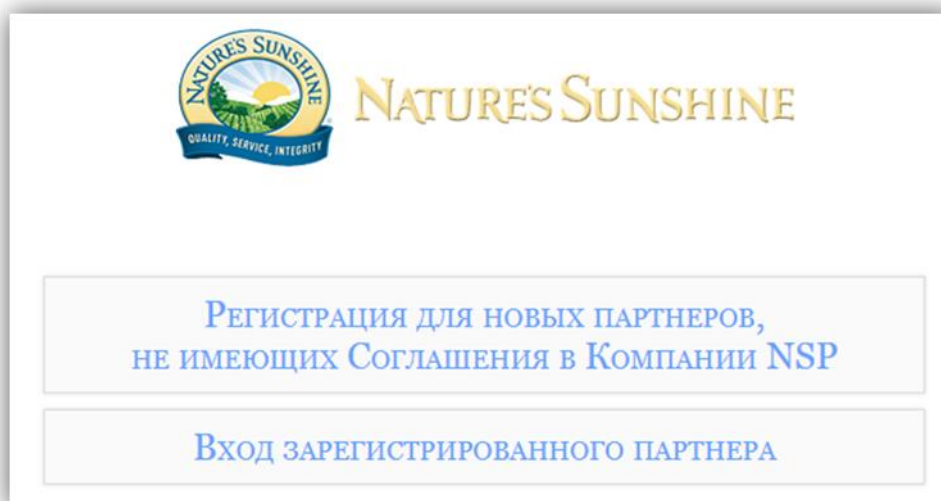 NATURE'S SUNSHINE
QUALITY, SERVICE, INTEGRITY
NATURE'S SUNSHINE
Регистрация для новых партнеров,
не имеющих Соглашения в Компании NSP
Вход зарегистрированного партнера